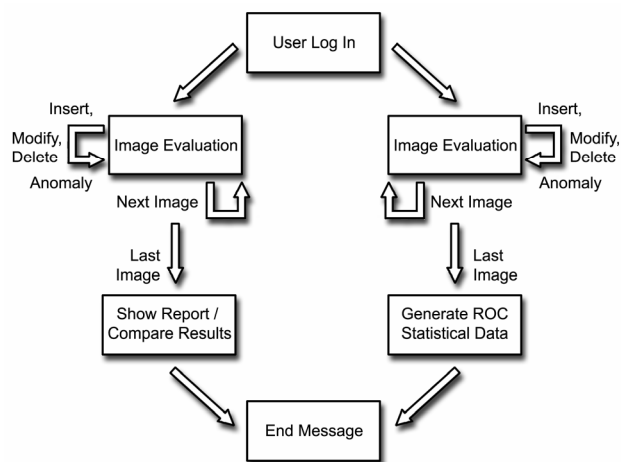 User Log In
Insert,
Modify,
Delete
Anomaly
Image Evaluation
Next Image
Image Evaluation
Insert,
Modify,
Delete
Anomaly
Next Image
Last
Image
Last
Image
Show Report /
Compare Results
Generate ROC
Statistical Data
End Message